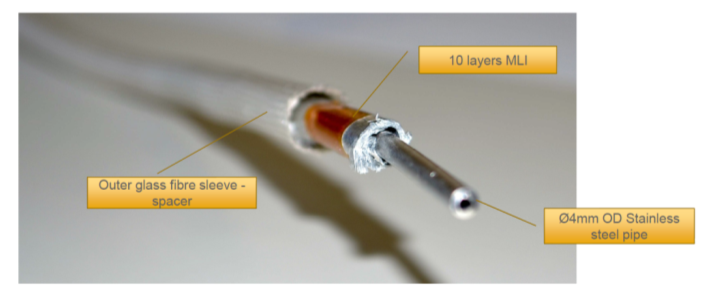 10 layers MLI
Outer glass fibre sleeve -
spacer
Ø4mm OD Stainless
steel pipe